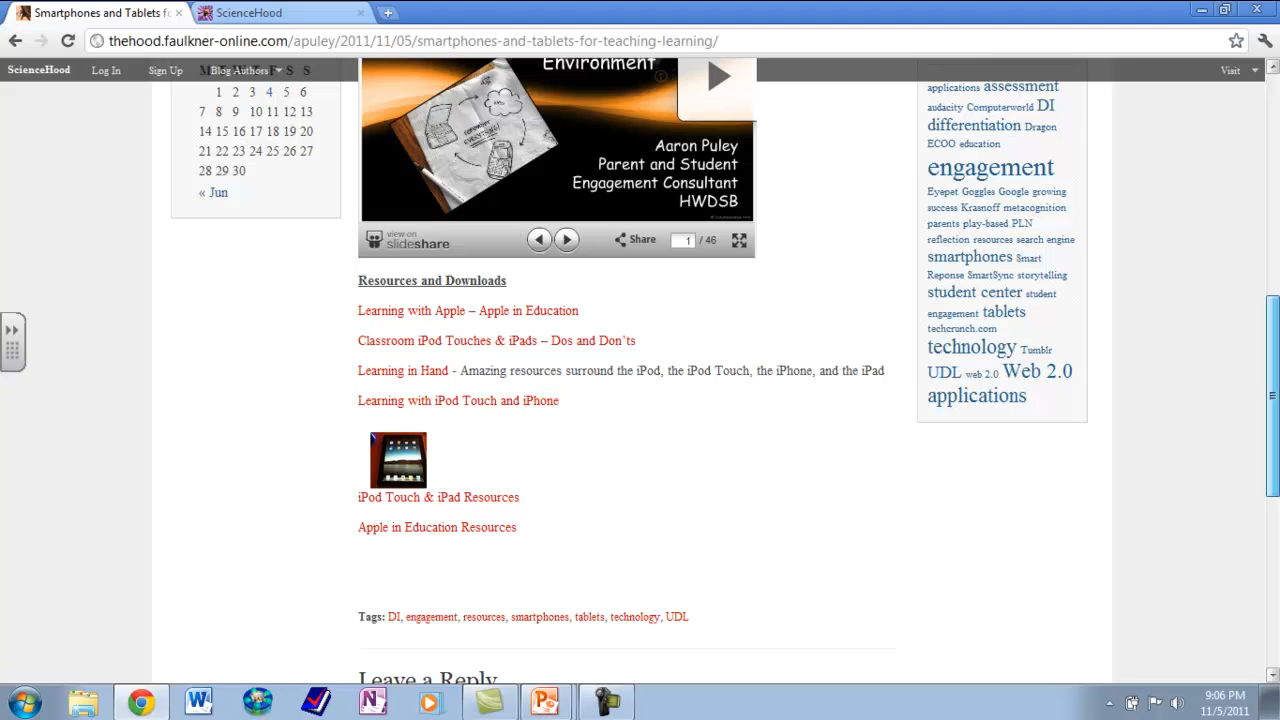 Smartphones and Tablets f
ScienceHood
thehood.faulkner-online.com/apuley/2011/11/05/smartphones-and-tablets-for-teaching-learning/
ScienceHood Log In Sign Up Blog Authors Visit
S S
1 2 3 4 5 6
7 8 9 10 11 12 13
14 15 16 17 18 19 20
21 22 23 24 25 26 27
28 29 30
« Jun
Environment
Aaron Puley
Parent and Student
Engagement Consultant
HWDSB
view on
slideshare
Share 1 / 46
Resources and Downloads
Learning with Apple – Apple in Education
Classroom iPod Touches & iPads – Dos and Don'ts
Learning in Hand - Amazing resources surround the iPod, the iPod Touch, the iPhone, and the iPad
Learning with iPod Touch and iPhone
iPod Touch & iPad Resources
Apple in Education Resources
Tags: DI, engagement, resources, smartphones, tablets, technology, UDL
Leave a Reply
applications assessment
audacity Computerworld DI
differentiation Dragon
ECOO education
engagement
Eyepet Goggles Google growing
success Krasnoff metacognition
parents play-based PLN
reflection resources search engine
smartphones Smart
Reponse SmartSync storytelling
student center student
engagement tablets
techcrunch.com
technology Tumblr
UDL web 2.0 Web 2.0
applications
9:06 PM
11/5/2011